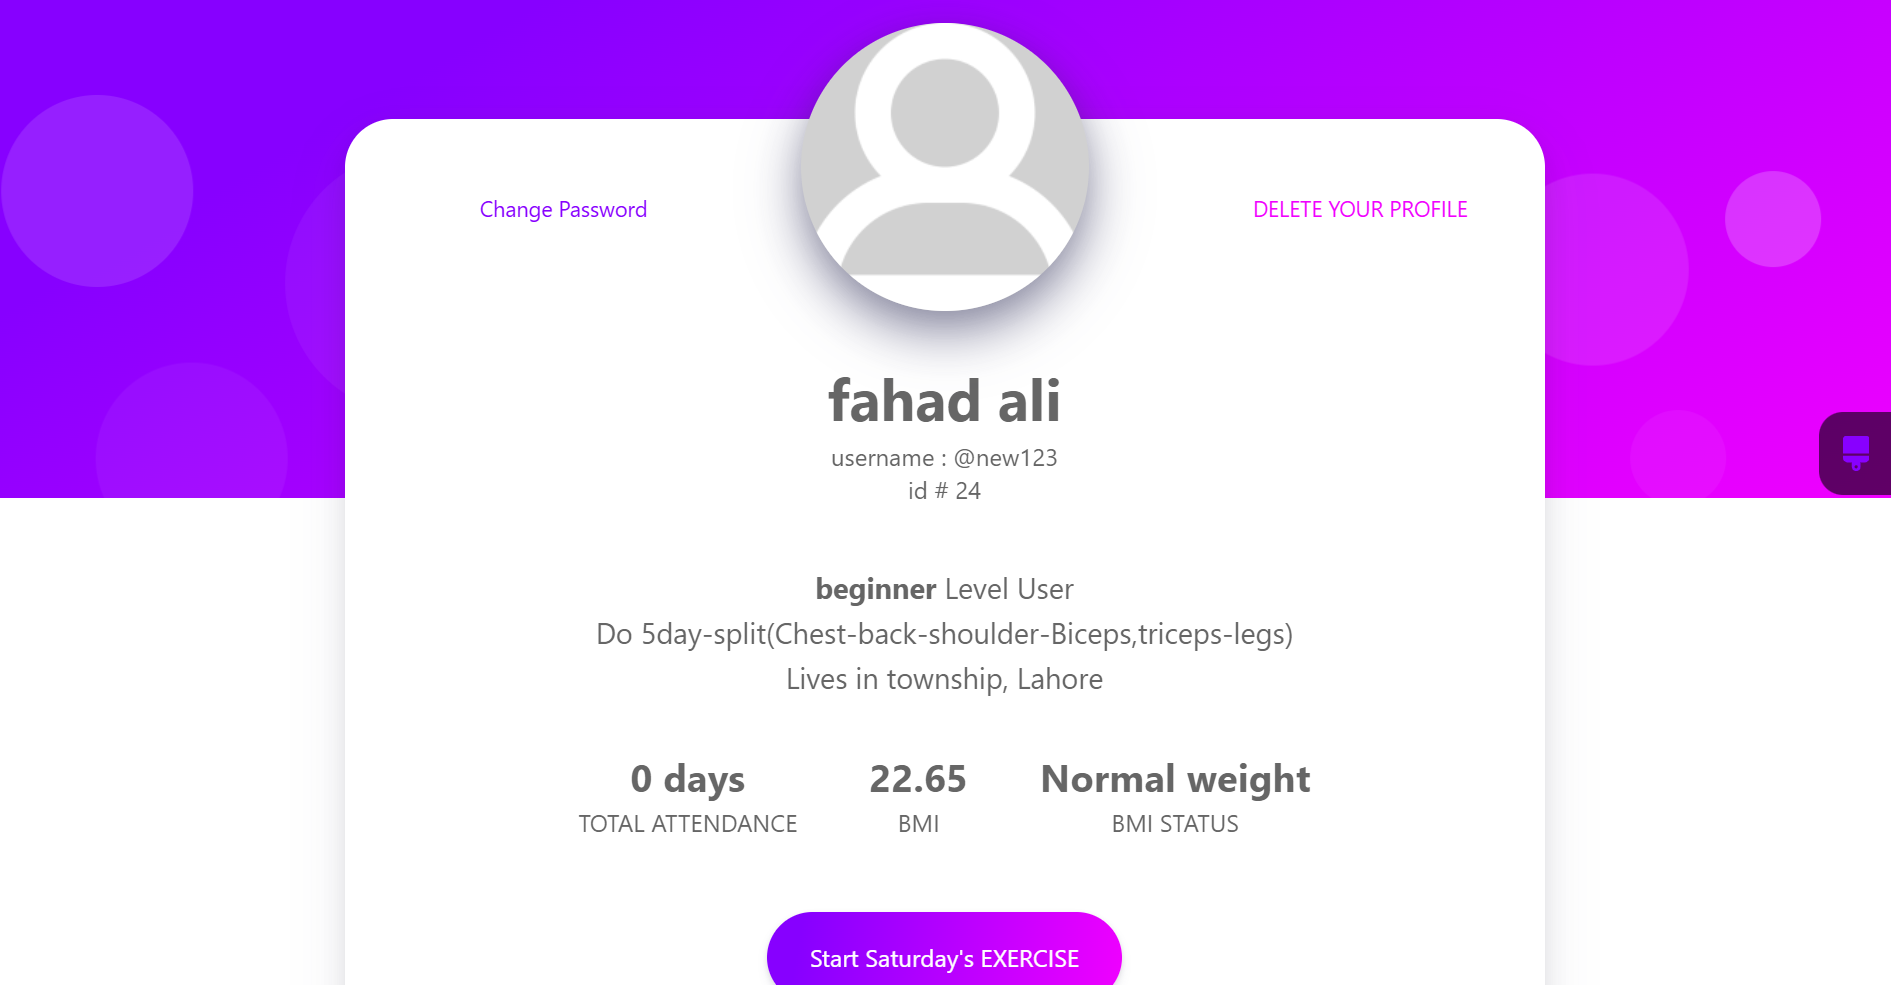 Change Password
DELETE YOUR PROFILE
fahad ali
username : @new123
id # 24
beginner Level User
Do 5day-split(Chest-back-shoulder-Biceps,triceps-legs)
Lives in township, Lahore
0 days
TOTAL ATTENDANCE
22.65
BMI
Normal weight
BMI STATUS
Start Saturday's EXERCISE